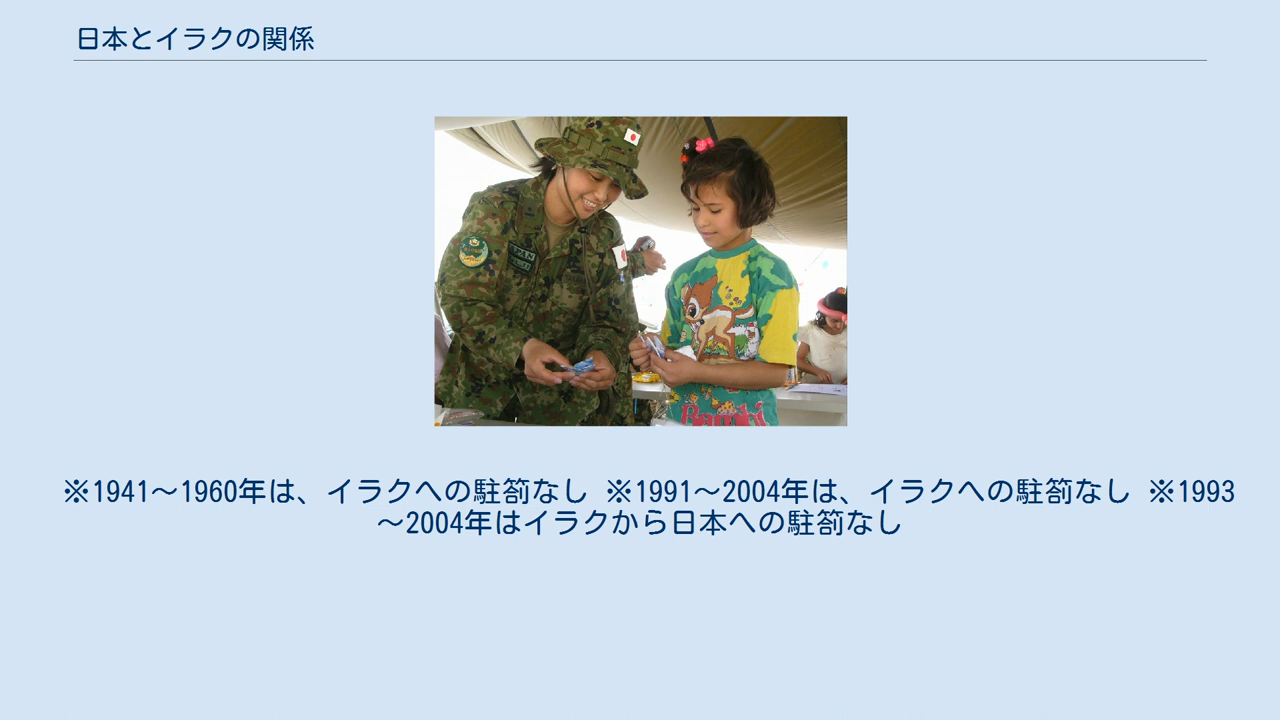 日本とイラクの関係
JAPAN
Bambi
※1941～1960年は、イラクへの駐箚なし ※1991～2004年は、イラクへの駐箚なし ※1993
～2004年はイラクから日本への駐箚なし